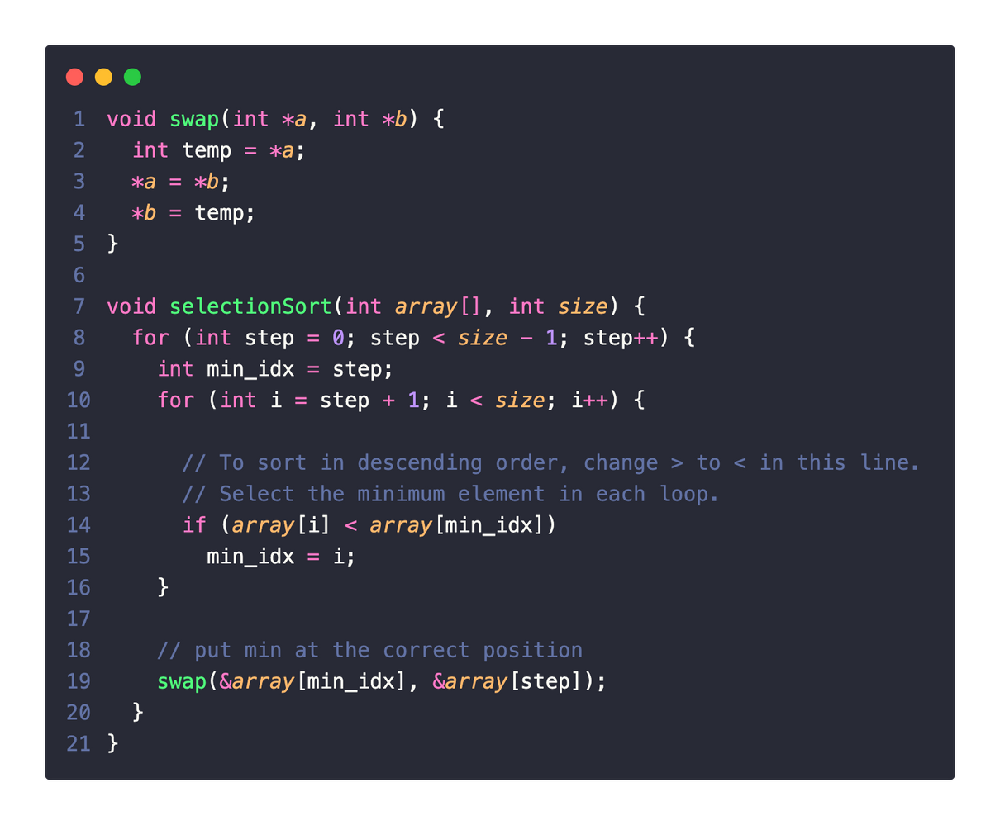 1 void swap(int *a, int *b) {
2   int temp = *a;
3   *a = *b;
4   *b = temp;
5 }
6
7 void selectionSort(int array[], int size) {
8   for (int step = 0; step < size - 1; step++) {
9     int min_idx = step;
10     for (int i = step + 1; i < size; i++) {
11
12       // To sort in descending order, change > to < in this line.
13       // Select the minimum element in each loop.
14       if (array[i] < array[min_idx])
15         min_idx = i;
16     }
17
18     // put min at the correct position
19     swap(&array[min_idx], &array[step]);
20   }
21 }